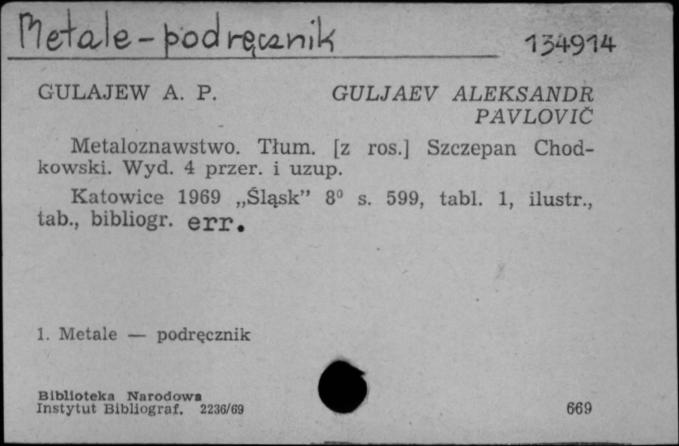 Metale - podręcznik
134914
GULAJEW A. P. GULJAEV ALEKSANDR
PAVLOVIČ
Metaloznawstwo. Tłum. [z ros.] Szczepan Chod-
kowski. Wyd. 4 przer. i uzup.
Katowice 1969 „Śląsk” 8⁰ s. 599, tabl. 1, ilustr.,
tab., bibliogr. err.
1. Metale — podręcznik
Biblioteka Narodowa
Instytut Bibliograf. 2236/69 669